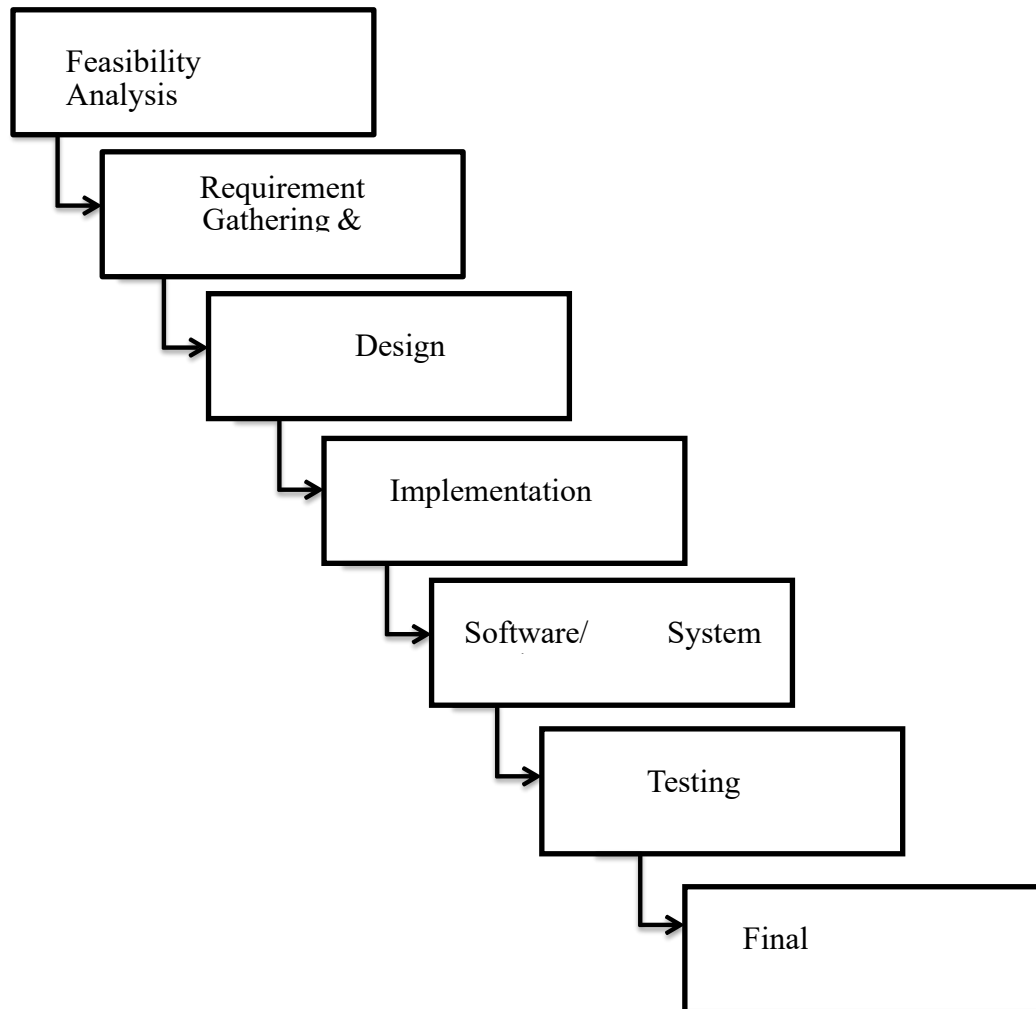 Feasibility
Analysis
Requirement
Gathering &
Design
Implementation
Software/ System
Testing
Final